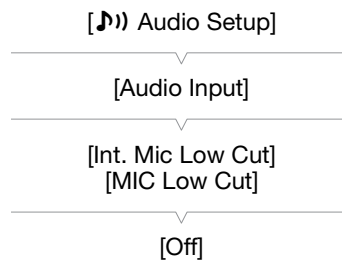 [♪)) Audio Setup]
[Audio Input]
[Int. Mic Low Cut]
[MIC Low Cut]
[Off]